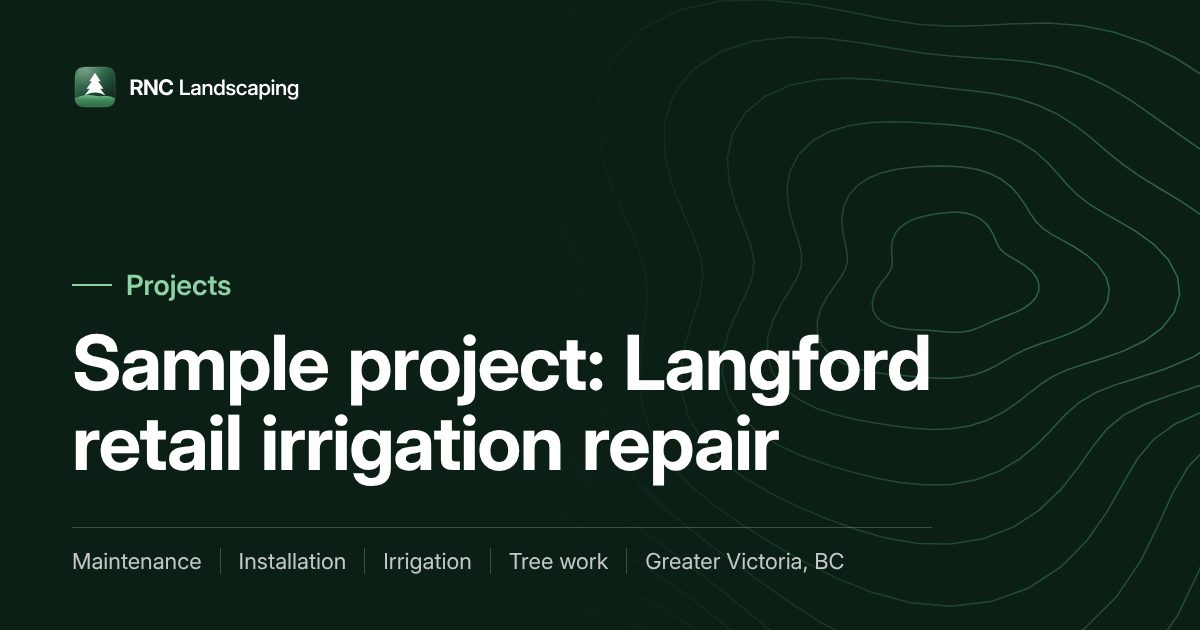 RNC Landscaping
Projects
Sample project: Langford
retail irrigation repair
Maintenance
Installation
Irrigation
Tree work
Greater Victoria, BC